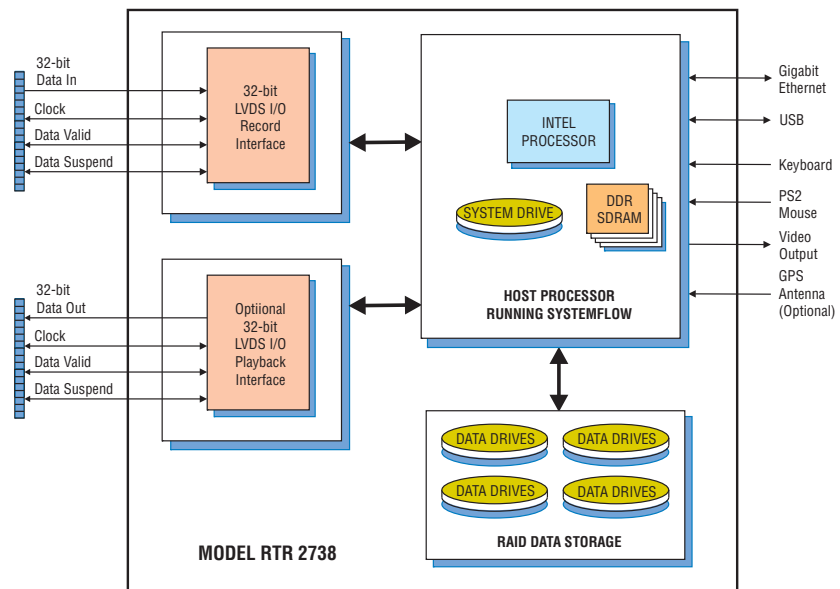 32-bit
Data In
Clock
Data Valid
Data Suspend
32-bit
LVDS I/O
Record
Interface
32-bit
Data Out
Clock
Data Valid
Data Suspend
Optiional
32-bit
LVDS I/O
Playback
Interface
INTEL
PROCESSOR
SYSTEM DRIVE
DDR
SDRAM
HOST PROCESSOR
RUNNING SYSTEMFLOW
Gigabit
Ethernet
USB
Keyboard
PS2
Mouse
Video
Output
GPS
Antenna
(Optional)
DATA DRIVES
DATA DRIVES
DATA DRIVES
DATA DRIVES
RAID DATA STORAGE
MODEL RTR 2738